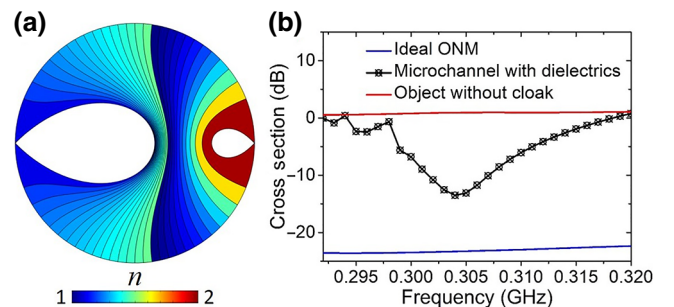 (a)
n
1 2
(b)
Ideal ONM
Microchannel with dielectrics
Object without cloak
Cross section (dB)
10
0
−10
−20
0.295 0.300 0.305 0.310 0.315 0.320
Frequency (GHz)